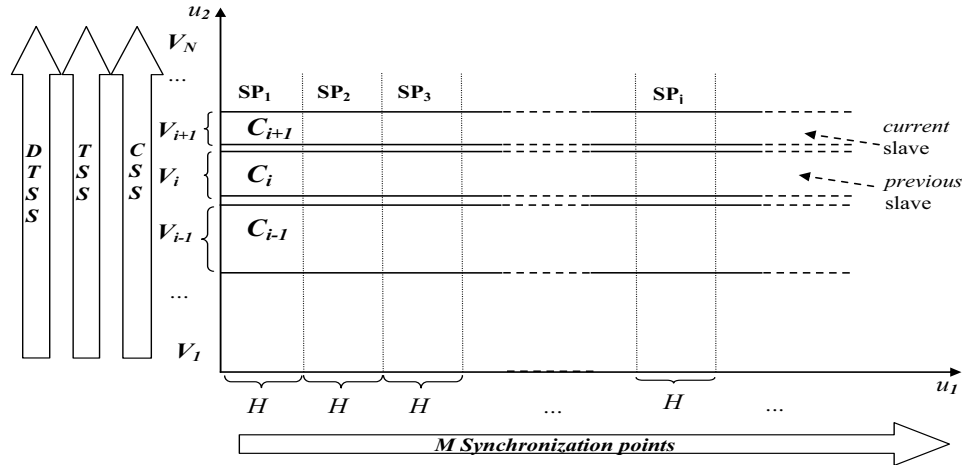 u2
VN
...
SP1 SP2 SP3 SPi
Vi+1 Ci+1
current
slave
Vi Ci
previous
slave
Vi-1 Ci-1
...
V1
D
T
S
S
T
S
S
C
S
S
u1
H H H ... H ...
M Synchronization points